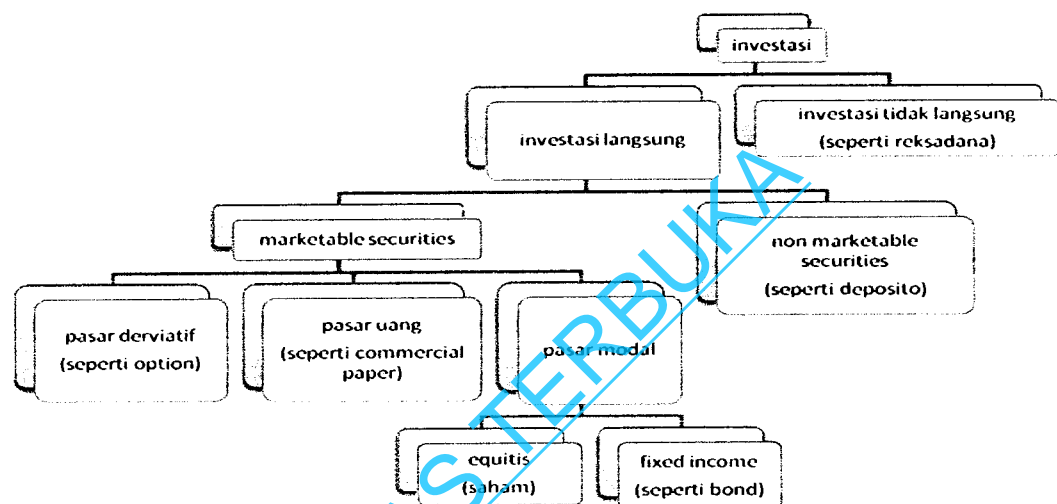 investasi
investasi langsung
investasi tidak langsung
(seperti reksadana)
marketable securities
non marketable
securities
(seperti deposito)
pasar derviatif
(seperti option)
pasar uang
(seperti commercial
paper)
pasar modal
equitis
(saham)
fixed income
(seperti bond)
S TERBUKA